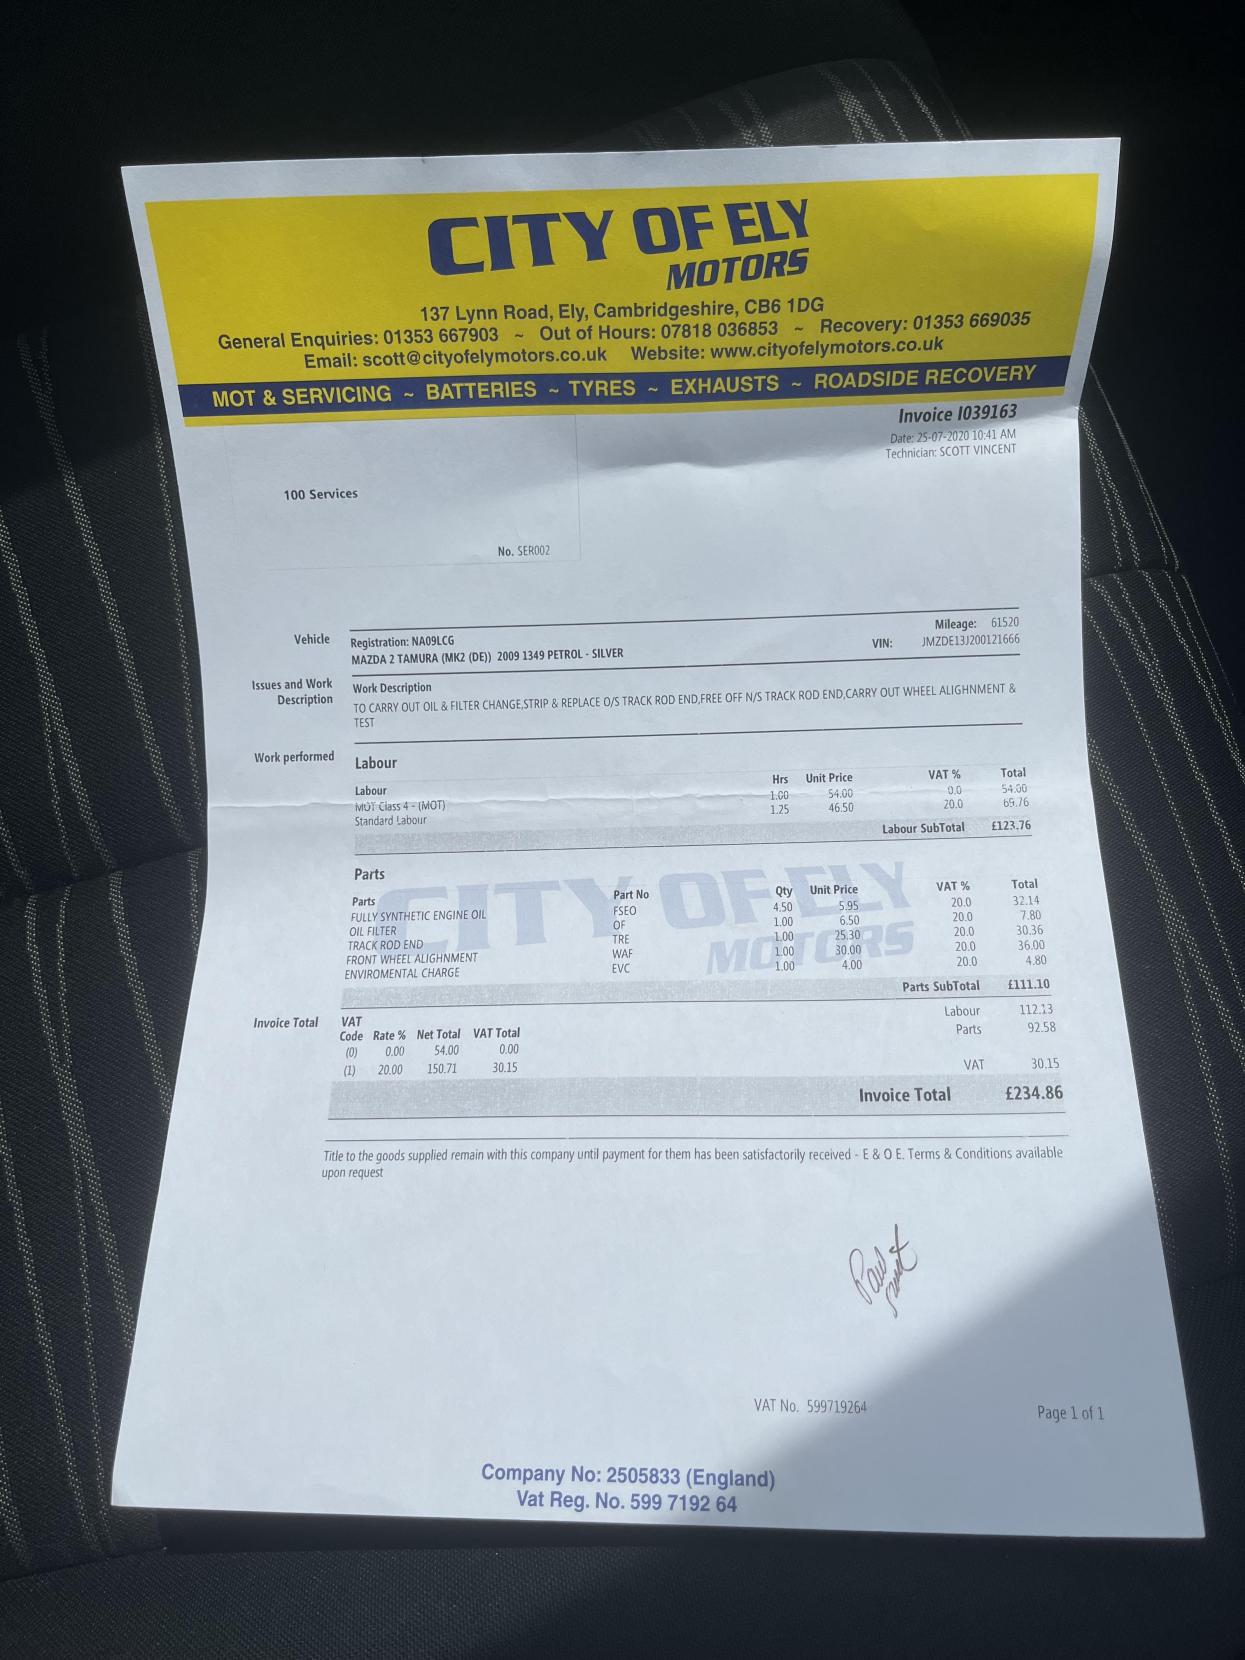 CITY OF ELY
MOTORS
137 Lynn Road, Ely, Cambridgeshire, CB6 1DG
General Enquiries: 01353 667903 ~ Out of Hours: 07818 036853 ~ Recovery: 01353 669035
Email: scott@cityofelymotors.co.uk Website: www.cityofelymotors.co.uk
MOT & SERVICING ~ BATTERIES ~ TYRES ~ EXHAUSTS ~ ROADSIDE RECOVERY
Invoice I039163
Date: 25-07-2020 10:41 AM
Technician: SCOTT VINCENT
100 Services
No. SER002
Vehicle Registration: NA09LCG Mileage: 61520
MAZDA 2 TAMURA (MK2 (DE)) 2009 1349 PETROL - SILVER VIN: JMZDE13J200121666
Issues and Work Description
Work Description
TO CARRY OUT OIL & FILTER CHANGE,STRIP & REPLACE O/S TRACK ROD END,FREE OFF N/S TRACK ROD END,CARRY OUT WHEEL ALIGHNMENT &
TEST
Work performed Labour
Labour Hrs Unit Price VAT % Total
MOT Class 4 - (MOT) 1.00 54.00 0.0 54.00
Standard Labour 1.25 46.50 20.0 69.76
Labour SubTotal £123.76
Parts
CITY OF ELY
MOTORS
Parts Part No Qty Unit Price VAT % Total
FULLY SYNTHETIC ENGINE OIL FSEO 4.50 5.95 20.0 32.14
OIL FILTER OF 1.00 6.50 20.0 7.80
TRACK ROD END TRE 1.00 25.30 20.0 30.36
FRONT WHEEL ALIGHNMENT WAF 1.00 30.00 20.0 36.00
ENVIROMENTAL CHARGE EVC 1.00 4.00 20.0 4.80
Parts SubTotal £111.10
Invoice Total VAT Labour 112.13
Code Rate % Net Total VAT Total Parts 92.58
(0) 0.00 54.00 0.00
(1) 20.00 150.71 30.15 VAT 30.15
Invoice Total £234.86
Title to the goods supplied remain with this company until payment for them has been satisfactorily received - E & O E. Terms & Conditions available
upon request
VAT No. 599719264
Page 1 of 1
Company No: 2505833 (England)
Vat Reg. No. 599 7192 64